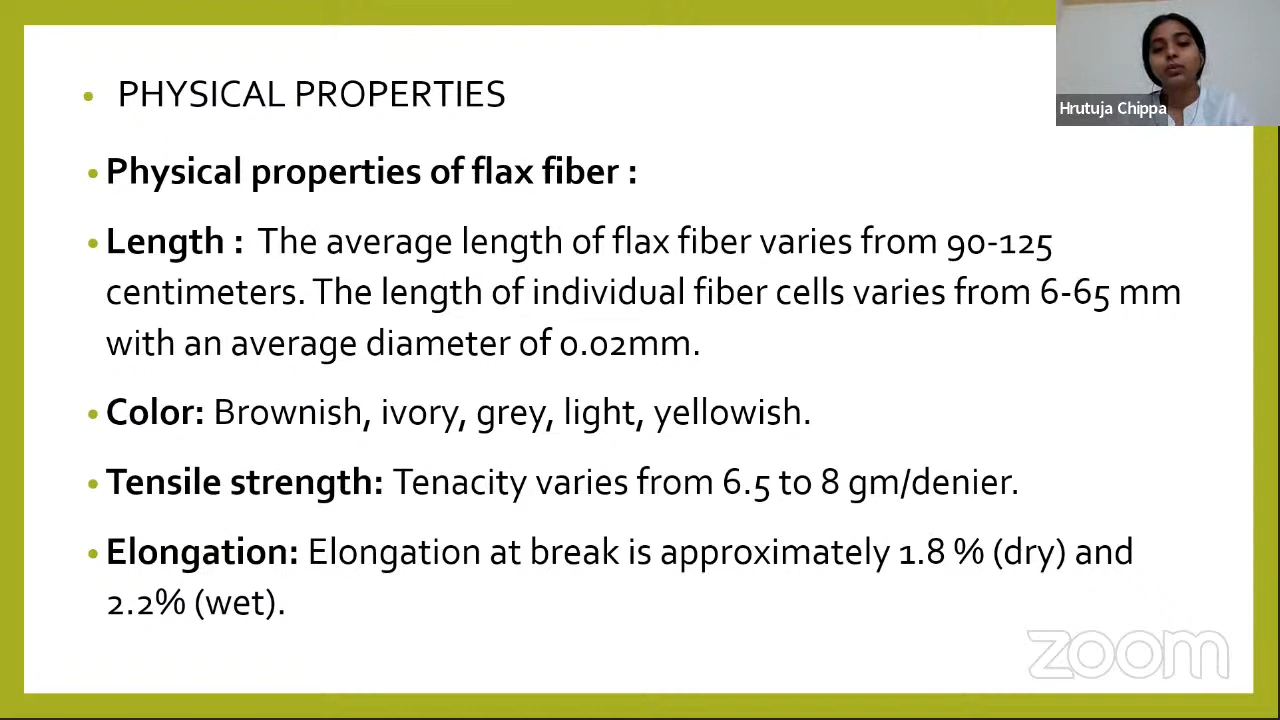 • PHYSICAL PROPERTIES
Hrutuja Chippa
• Physical properties of flax fiber :
• Length : The average length of flax fiber varies from 90-125
centimeters. The length of individual fiber cells varies from 6-65 mm
with an average diameter of 0.02mm.
• Color: Brownish, ivory, grey, light, yellowish.
• Tensile strength: Tenacity varies from 6.5 to 8 gm/denier.
• Elongation: Elongation at break is approximately 1.8 % (dry) and
2.2% (wet).
zoom